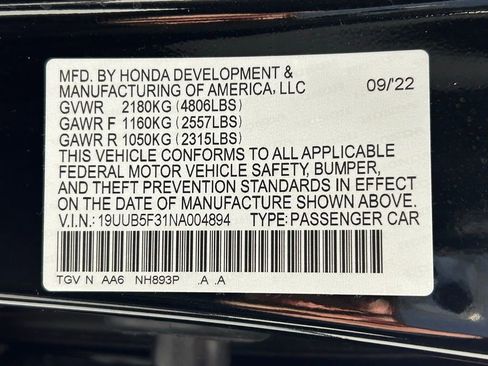 MFD. BY HONDA DEVELOPMENT &
MANUFACTURING OF AMERICA, LLC 09/22
GVWR 2180KG (4806LBS)
GAWR F 1160KG (2557LBS)
GAWR R 1050KG (2315LBS)
THIS VEHICLE CONFORMS TO ALL APPLICABLE
FEDERAL MOTOR VEHICLE SAFETY, BUMPER,
AND THEFT PREVENTION STANDARDS IN EFFECT
ON THE DATE OF MANUFACTURE SHOWN ABOVE.
V.I.N.: 19UUB5F31NA004894 TYPE: PASSENGER CAR
TGV N AA6 NH893P .A .A